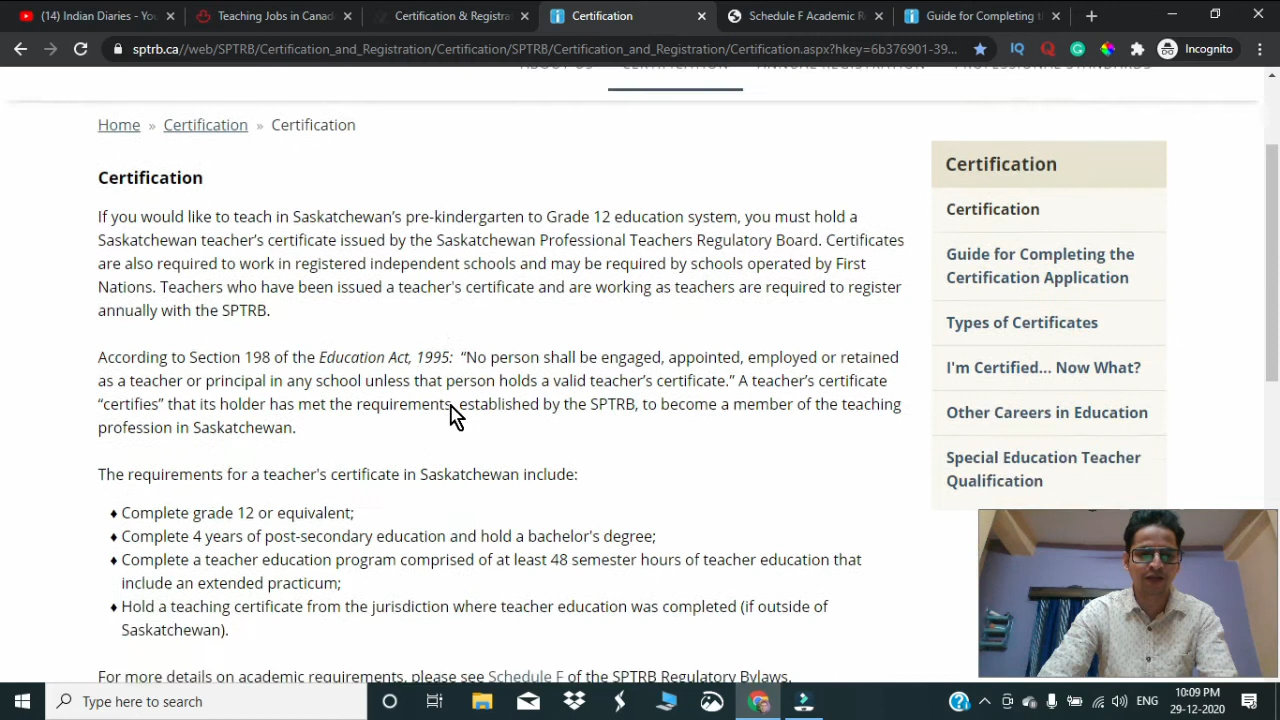 (14) Indian Diaries - Yo
Teaching Jobs in Canad
Certification & Registra
Certification
Schedule F Academic R
Guide for Completing th
sptrb.ca//web/SPTRB/Certification_and_Registration/Certification/SPTRB/Certification_and_Registration/Certification.aspx?hkey=6b376901-39...
Incognito
ABOUT US CERTIFICATION ANNUAL REGISTRATION PROFESSIONAL STANDARDS
Home » Certification » Certification
Certification
If you would like to teach in Saskatchewan's pre-kindergarten to Grade 12 education system, you must hold a
Saskatchewan teacher's certificate issued by the Saskatchewan Professional Teachers Regulatory Board. Certificates
are also required to work in registered independent schools and may be required by schools operated by First
Nations. Teachers who have been issued a teacher's certificate and are working as teachers are required to register
annually with the SPTRB.
According to Section 198 of the Education Act, 1995: “No person shall be engaged, appointed, employed or retained
as a teacher or principal in any school unless that person holds a valid teacher's certificate.” A teacher's certificate
“certifies” that its holder has met the requirements, established by the SPTRB, to become a member of the teaching
profession in Saskatchewan.
The requirements for a teacher's certificate in Saskatchewan include:
♦ Complete grade 12 or equivalent;
♦ Complete 4 years of post-secondary education and hold a bachelor's degree;
♦ Complete a teacher education program comprised of at least 48 semester hours of teacher education that
include an extended practicum;
♦ Hold a teaching certificate from the jurisdiction where teacher education was completed (if outside of
Saskatchewan).
For more details on academic requirements, please see Schedule F of the SPTRB Regulatory Bylaws.
Certification
Certification
Guide for Completing the
Certification Application
Types of Certificates
I'm Certified... Now What?
Other Careers in Education
Special Education Teacher
Qualification
Type here to search
ENG
10:09 PM
29-12-2020